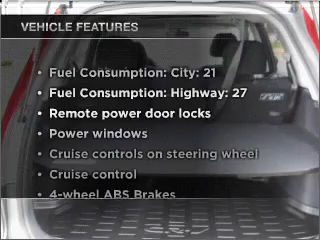 VEHICLE FEATURES
• Fuel Consumption: City: 21
• Fuel Consumption: Highway: 27
• Remote power door locks
• Power windows
• Cruise controls on steering wheel
• Cruise control
• 4-wheel ABS Brakes